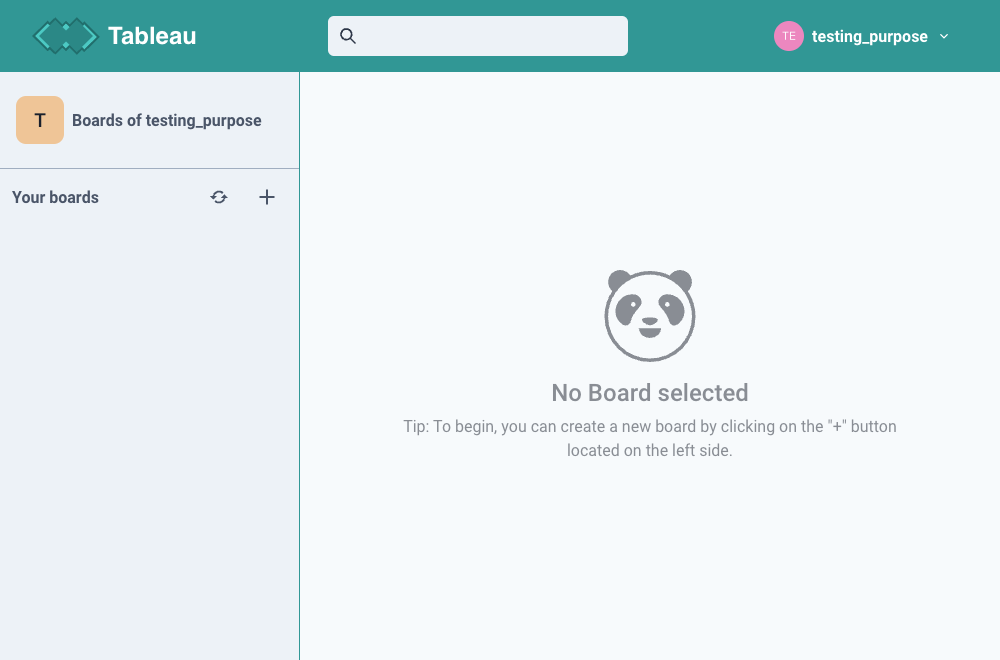 Tableau
TE
testing_purpose
T
Boards of testing_purpose
Your boards
No Board selected
Tip: To begin, you can create a new board by clicking on the "+" button
located on the left side.